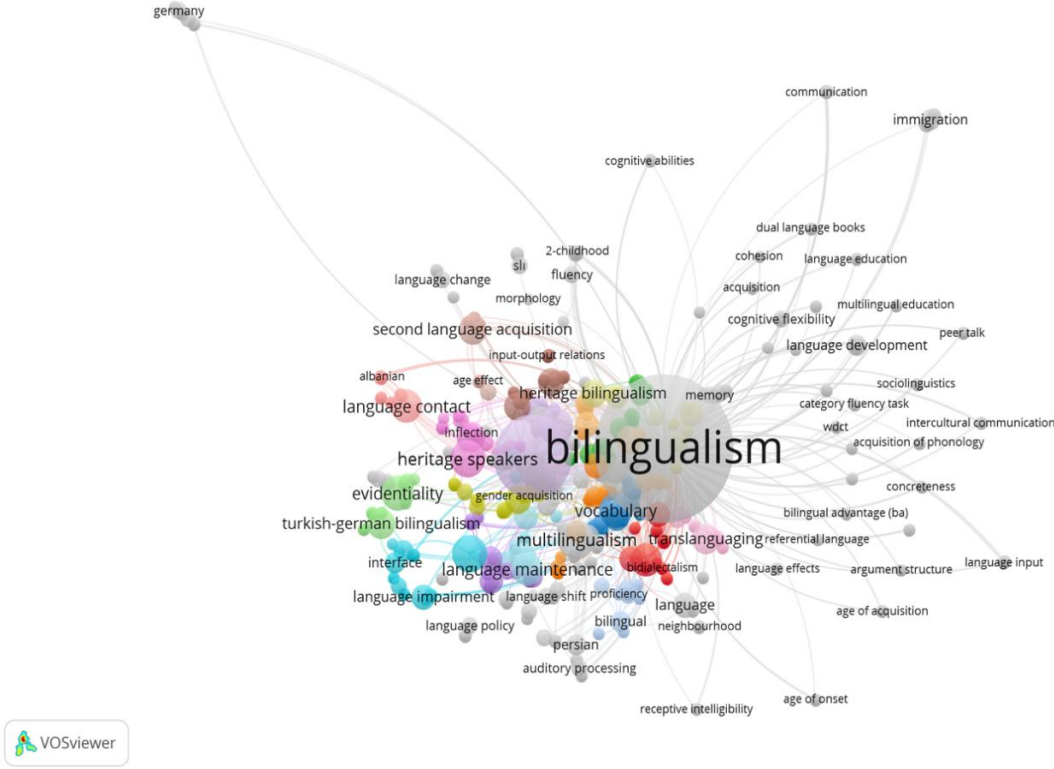 germany
communication
immigration
cognitive abilities
dual language books
2-childhood
cohesion
language education
sli
fluency
language change
acquisition
morphology
multilingual education
cognitive flexibility
second language acquisition
peer talk
language development
input-output relations
albanian
age effect
sociolinguistics
heritage bilingualism
memory
category fluency task
language contact
intercultural communication
wdct
inflection
acquisition of phonology
bilingualism
heritage speakers
concreteness
evidentiality
gender acquisition
vocabulary
bilingual advantage (ba)
turkish-german bilingualism
multilingualism
translanguaging
referential language
interface
language maintenance
bidialectalism
language effects
argument structure
language input
language impairment
language shift
proficiency
language
age of acquisition
language policy
bilingual
neighbourhood
persian
auditory processing
age of onset
receptive intelligibility
VOSviewer